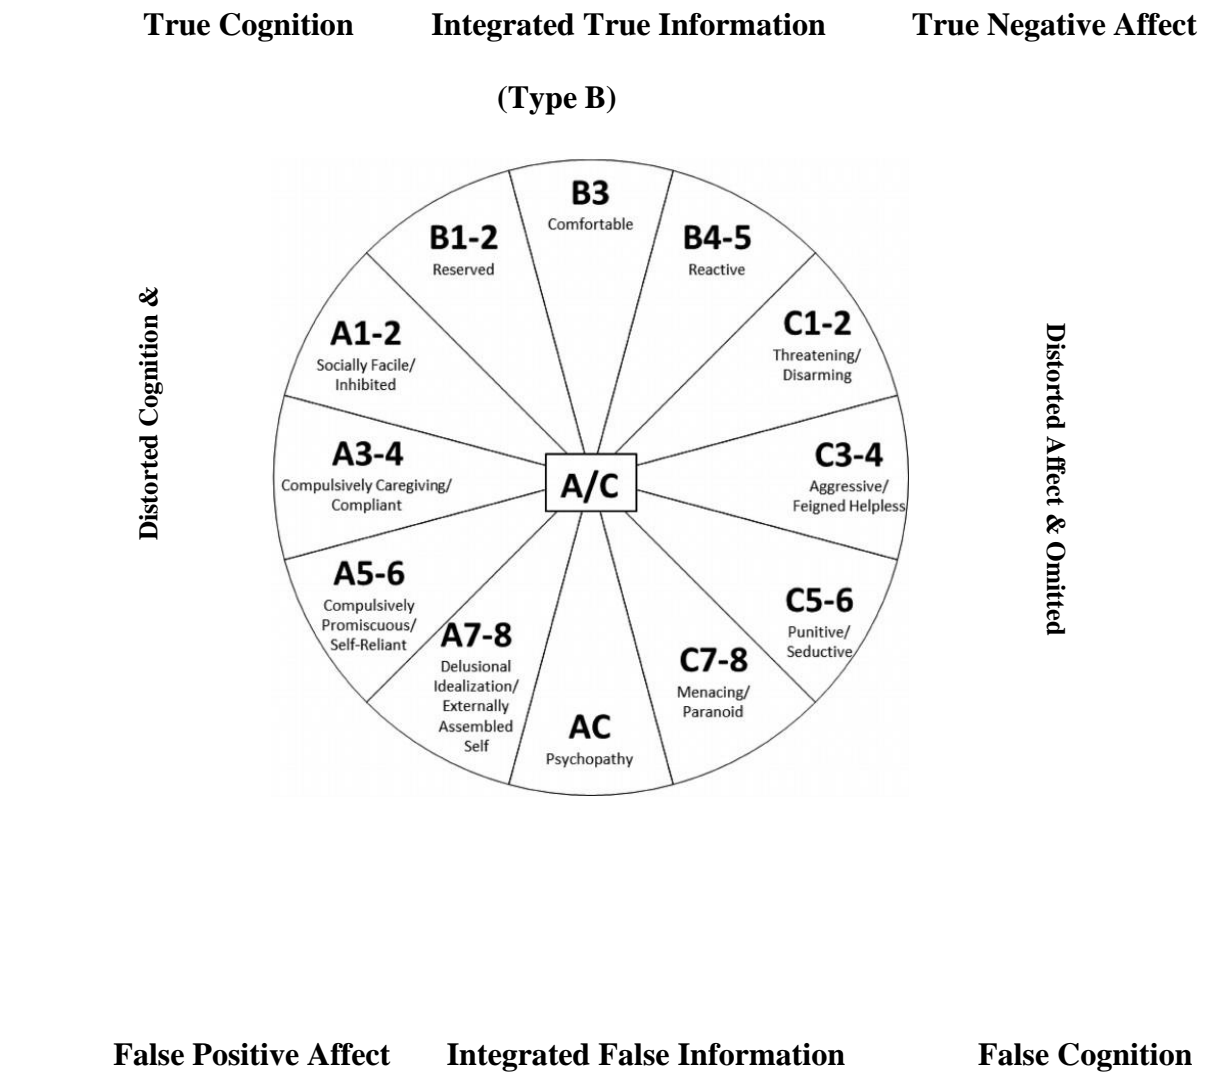 True Cognition Integrated True Information True Negative Affect
(Type B)
B3
Comfortable
B1-2
Reserved
B4-5
Reactive
A1-2
Socially Facile/
Inhibited
C1-2
Threatening/
Disarming
Distorted Cognition &
Distorted Affect & Omitted
A3-4
Compulsively Caregiving/
Compliant
A/C
C3-4
Aggressive/
Feigned Helpless
A5-6
Compulsively
Promiscuous/
Self-Reliant
C5-6
Punitive/
Seductive
A7-8
Delusional
Idealization/
Externally
Assembled
Self
C7-8
Menacing/
Paranoid
AC
Psychopathy
False Positive Affect Integrated False Information False Cognition